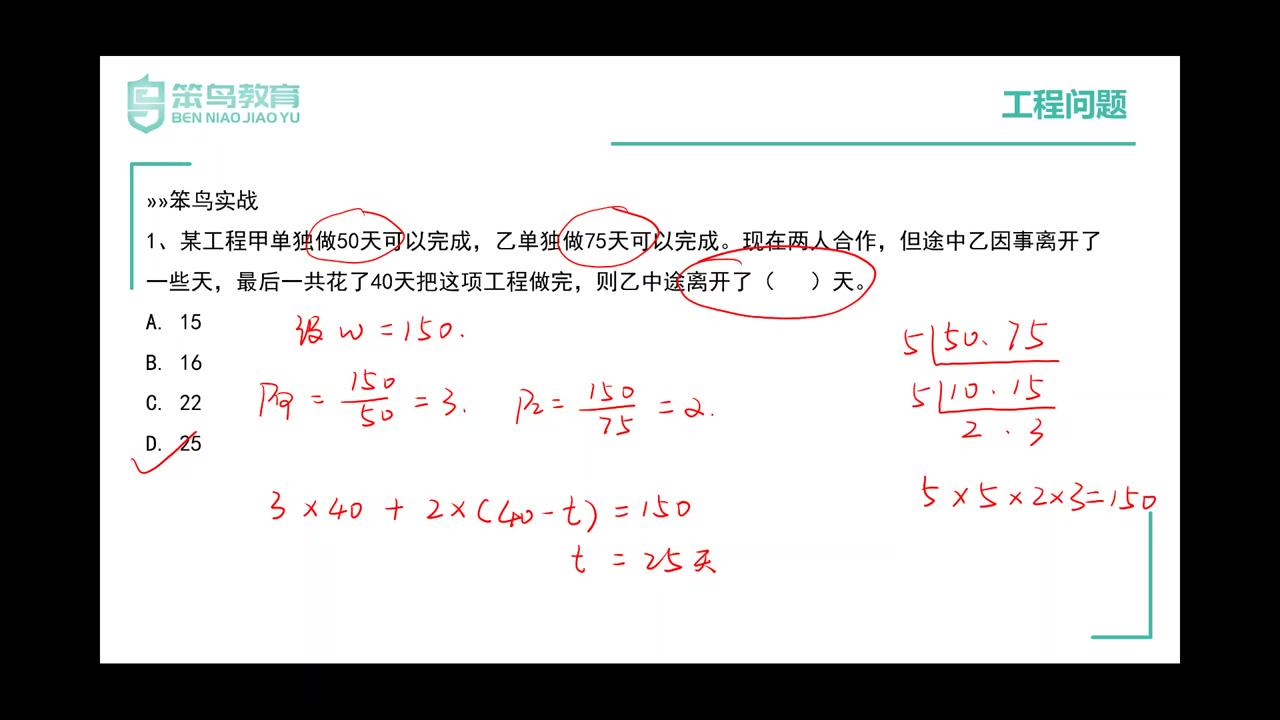 笨鸟教育
BEN NIAO JIAO YU
工程问题
»»笨鸟实战
1、某工程甲单独做50天可以完成，乙单独做75天可以完成。现在两人合作，但途中乙因事离开了
一些天，最后一共花了40天把这项工程做完，则乙中途离开了（ ）天。
A. 15
B. 16
C. 22
D. 25
设 W = 150.
P甲 = 150/50 = 3. P乙 = 150/75 = 2.
3 × 40 + 2 × (40 - t) = 150
t = 25天
5 50. 75
5 10. 15
2 . 3
5 × 5 × 2 × 3 = 150